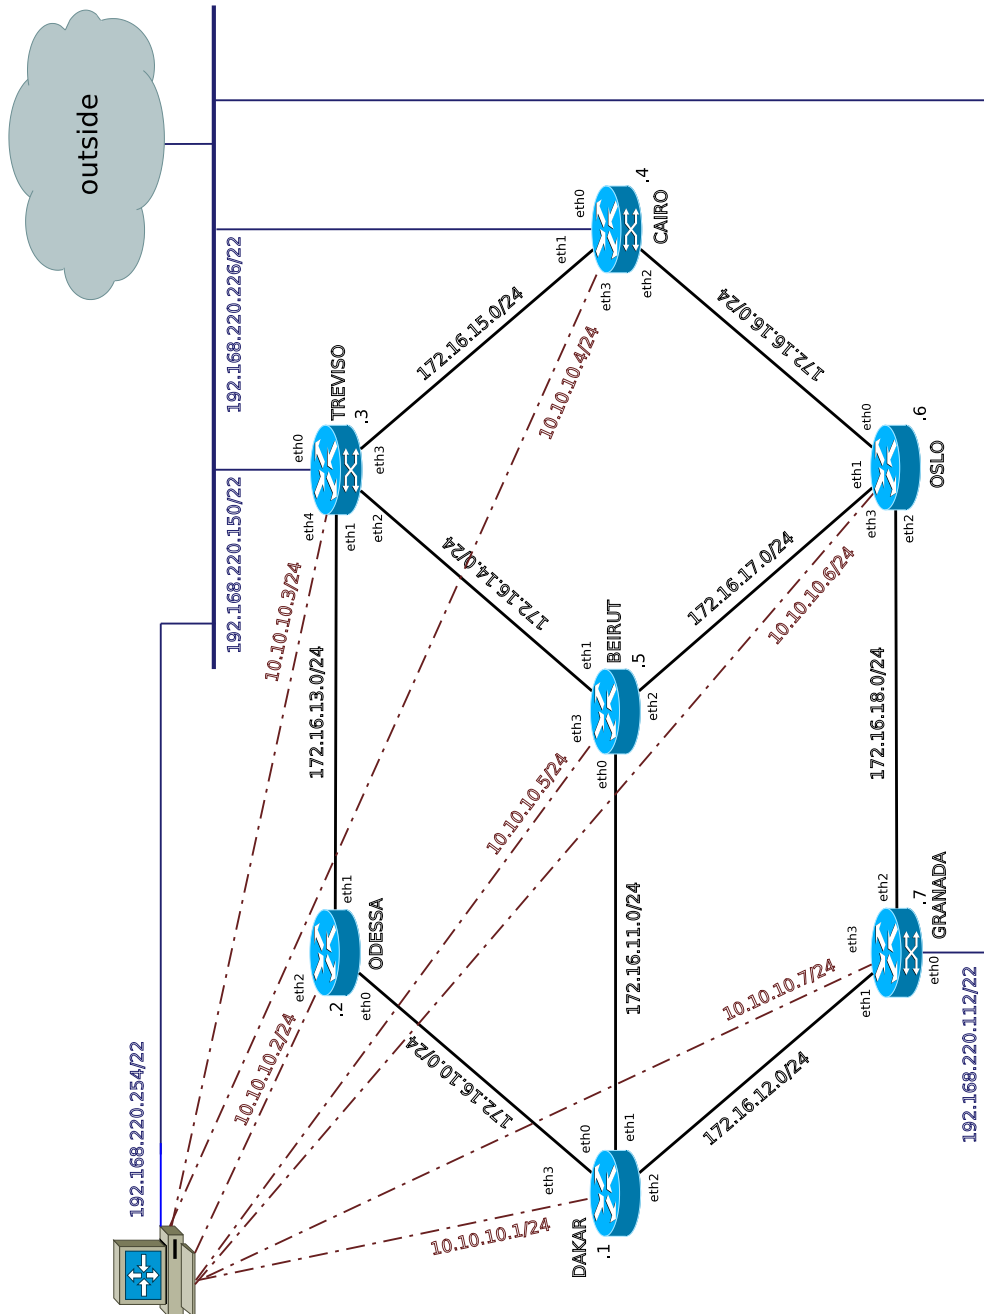 outside
192.168.220.226/22
192.168.220.150/22
192.168.220.254/22
eth0
eth1
eth2
eth3
.4
CAIRO
172.16.15.0/24
10.10.10.4/24
172.16.16.0/24
TREVISO
.3
eth0
eth3
eth4
eth1
eth2
10.10.10.3/24
172.16.13.0/24
172.16.14.0/24
eth0
.6
OSLO
eth1
eth3
eth2
172.16.17.0/24
10.10.10.6/24
BEIRUT
.5
eth1
eth2
eth3
eth0
10.10.10.5/24
172.16.18.0/24
172.16.11.0/24
eth1
ODESSA
eth2
.2
eth0
10.10.10.2/24
172.16.10.0/24
eth2
.7
GRANADA
eth3
eth0
eth1
10.10.10.7/24
192.168.220.112/22
172.16.12.0/24
eth0
eth1
eth3
eth2
DAKAR
.1
10.10.10.1/24